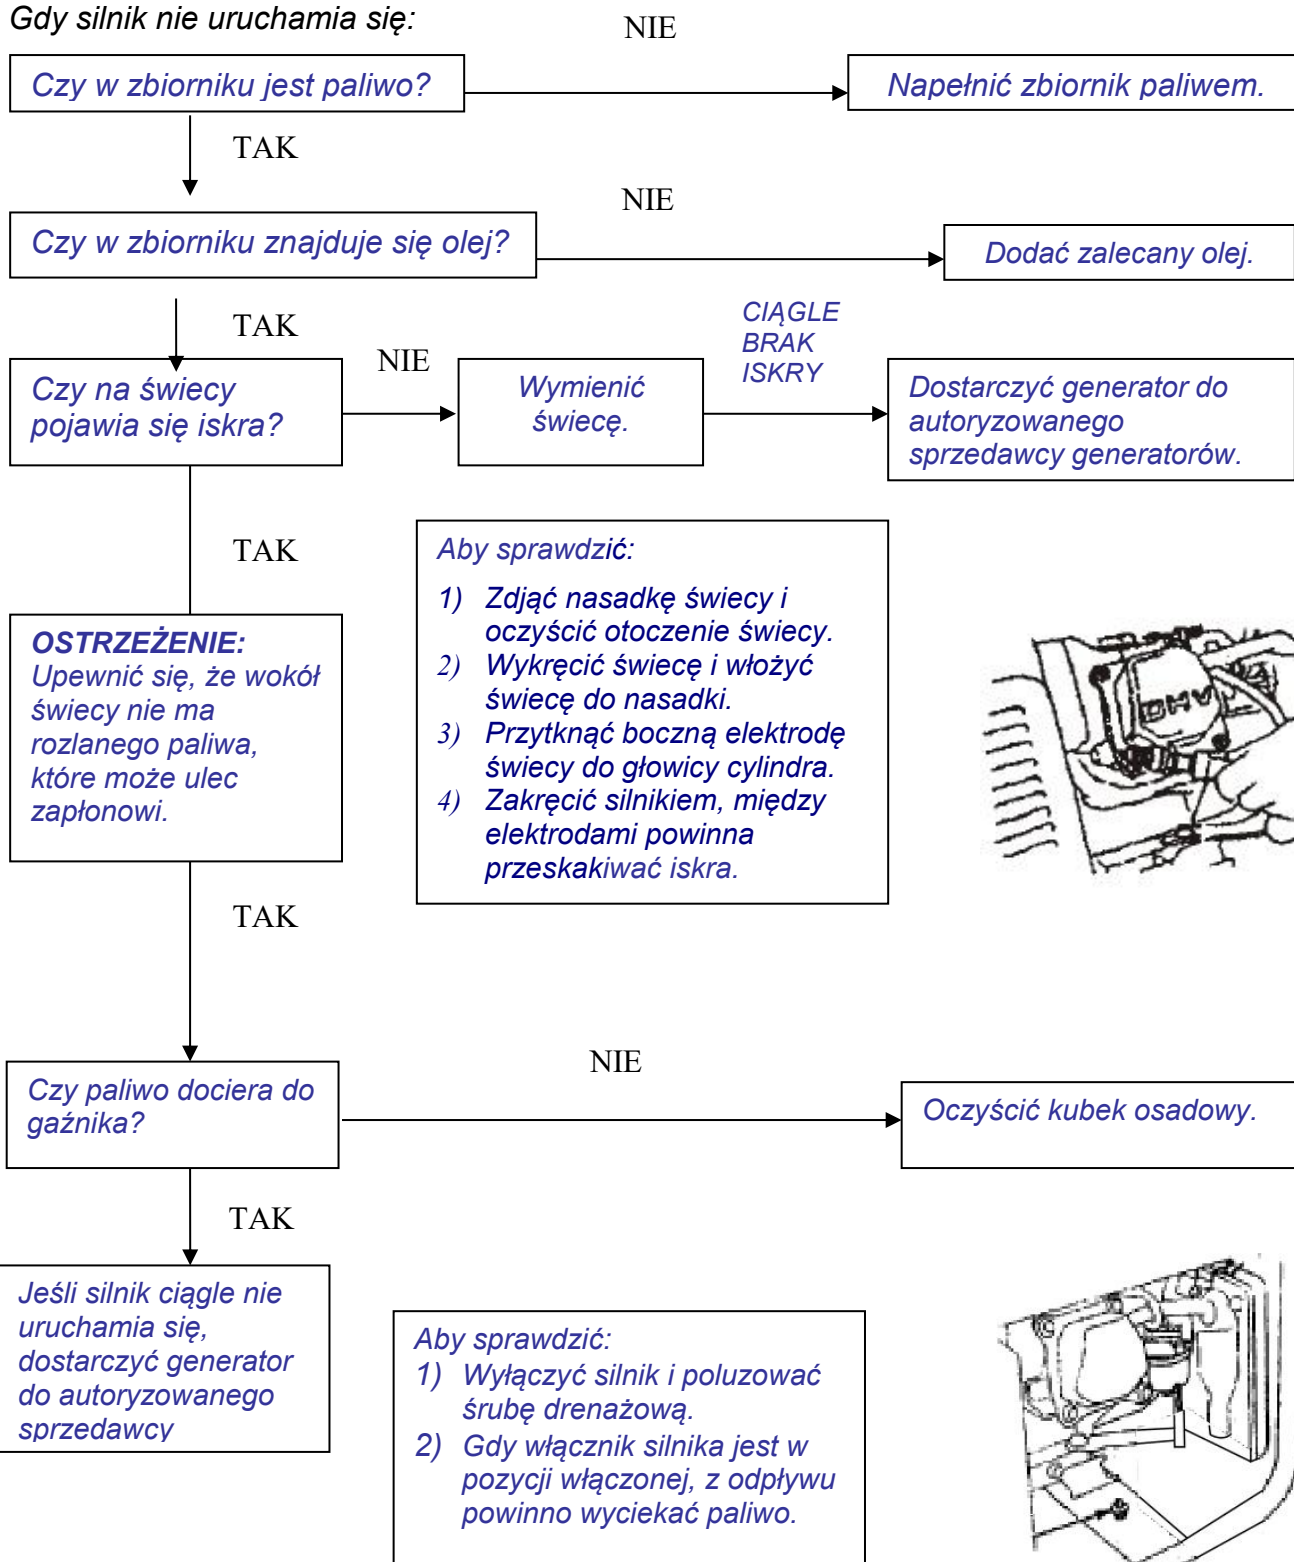 Gdy silnik nie uruchamia się:
NIE
Czy w zbiorniku jest paliwo?
Napełnić zbiornik paliwem.
TAK
NIE
Czy w zbiorniku znajduje się olej?
Dodać zalecany olej.
TAK
NIE
CIĄGLE
BRAK
ISKRY
Czy na świecy
pojawia się iskra?
Wymienić
świecę.
Dostarczyć generator do
autoryzowanego
sprzedawcy generatorów.
TAK
Aby sprawdzić:
1) Zdjąć nasadkę świecy i
oczyścić otoczenie świecy.
2) Wykręcić świecę i włożyć
świecę do nasadki.
3) Przytknąć boczną elektrodę
świecy do głowicy cylindra.
4) Zakręcić silnikiem, między
elektrodami powinna
przeskakiwać iskra.
OSTRZEŻENIE:
Upewnić się, że wokół
świecy nie ma
rozlanego paliwa,
które może ulec
zapłonowi.
OHV
TAK
NIE
Czy paliwo dociera do
gaźnika?
Oczyścić kubek osadowy.
TAK
Jeśli silnik ciągle nie
uruchamia się,
dostarczyć generator
do autoryzowanego
sprzedawcy
Aby sprawdzić:
1) Wyłączyć silnik i poluzować
śrubę drenażową.
2) Gdy włącznik silnika jest w
pozycji włączonej, z odpływu
powinno wyciekać paliwo.